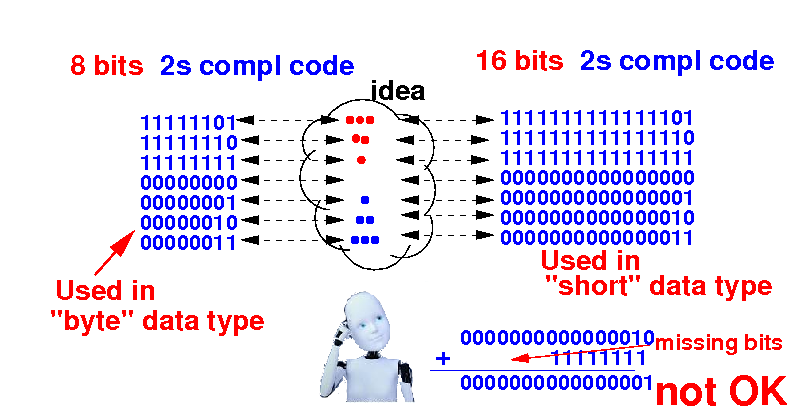 8 bits 2s compl code
16 bits 2s compl code
idea
11111101
11111110
11111111
00000000
00000001
00000010
00000011
1111111111111101
1111111111111110
1111111111111111
0000000000000000
0000000000000001
0000000000000010
0000000000000011
Used in
"byte" data type
Used in
"short" data type
0000000000000010
+ 11111111
missing bits
0000000000000001
not OK